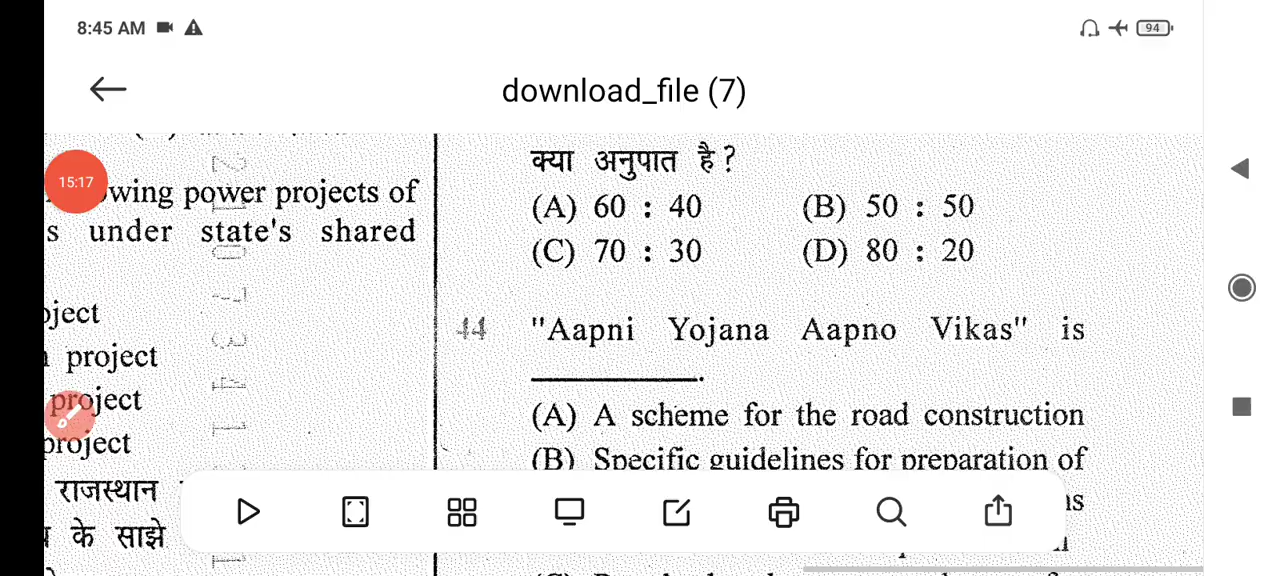 8:45 AM
94
download_file (7)
15:17
wing power projects of
s under state's shared
project
project
project
राजस्थान
के साझे
क्या अनुपात है?
(A) 60 : 40 (B) 50 : 50
(C) 70 : 30 (D) 80 : 20
44 "Aapni Yojana Aapno Vikas" is
.
(A) A scheme for the road construction
(B) Specific guidelines for preparation of